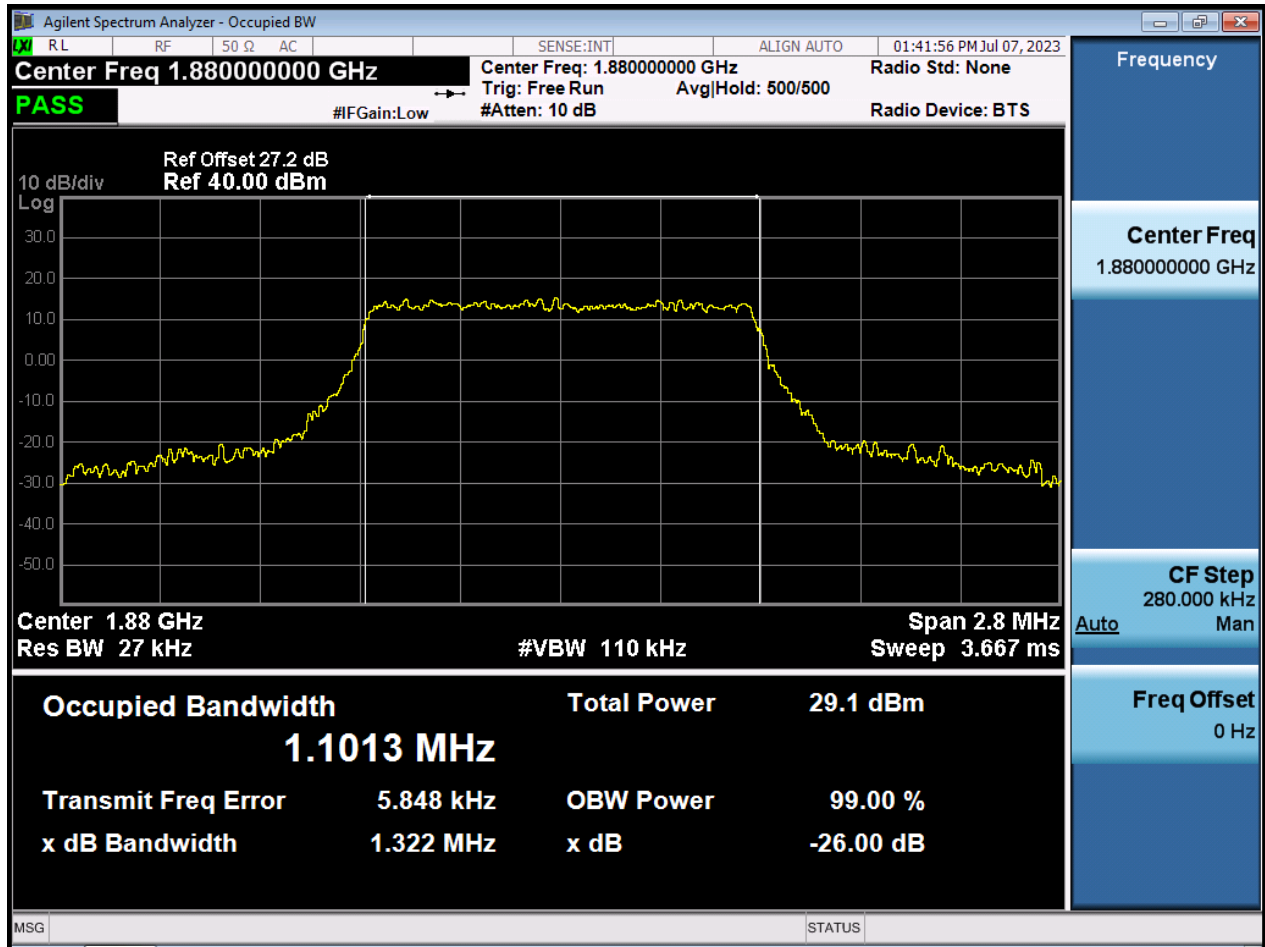 Agilent Spectrum Analyzer - Occupied BW
LXI RL RF 50 Ω AC SENSE:INT ALIGN AUTO 01:41:56 PM Jul 07, 2023
Center Freq 1.880000000 GHz
PASS
#IFGain:Low
Center Freq: 1.880000000 GHz
Trig: Free Run Avg|Hold: 500/500
#Atten: 10 dB
Radio Std: None
Radio Device: BTS
Ref Offset 27.2 dB
10 dB/div Ref 40.00 dBm
Log
30.0
20.0
10.0
0.00
-10.0
-20.0
-30.0
-40.0
-50.0
Center 1.88 GHz Span 2.8 MHz
Res BW 27 kHz #VBW 110 kHz Sweep 3.667 ms
Occupied Bandwidth Total Power 29.1 dBm
1.1013 MHz
Transmit Freq Error 5.848 kHz OBW Power 99.00 %
x dB Bandwidth 1.322 MHz x dB -26.00 dB
MSG STATUS
Frequency
Center Freq
1.880000000 GHz
CF Step
280.000 kHz
Auto Man
Freq Offset
0 Hz